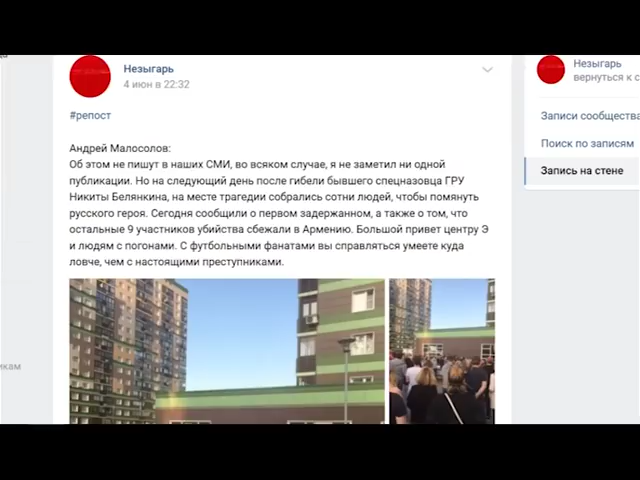 Незыгарь
4 июн в 22:32
#репост
Андрей Малосолов:
Об этом не пишут в наших СМИ, во всяком случае, я не заметил ни одной
публикации. Но на следующий день после гибели бывшего спецназовца ГРУ
Никиты Белянкина, на месте трагедии собрались сотни людей, чтобы помянуть
русского героя. Сегодня сообщили о первом задержанном, а также о том, что
остальные 9 участников убийства сбежали в Армению. Большой привет центру Э
и людям с погонами. С футбольными фанатами вы справляться умеете куда
ловче, чем с настоящими преступниками.
Незыгарь
вернуться к с
Записи сообщества
Поиск по записям
Запись на стене
икам